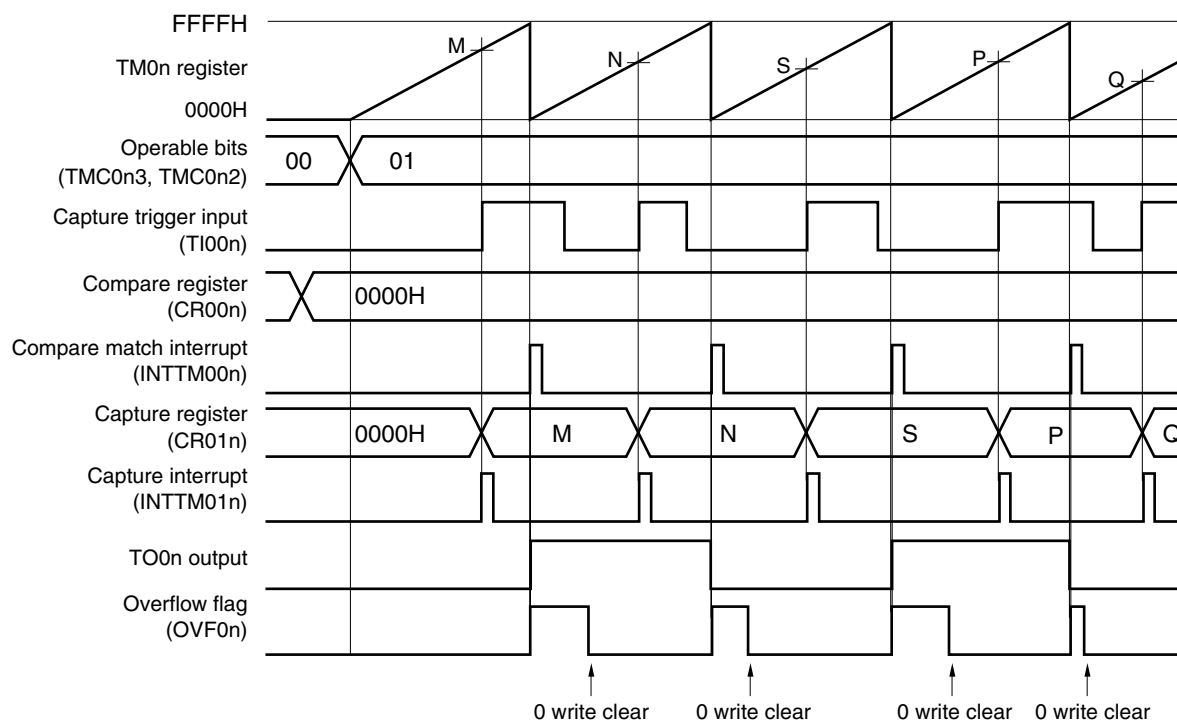 FFFFH
TM0n register
0000H
M
N
S
P
Q
Operable bits
(TMC0n3, TMC0n2)
00
01
Capture trigger input
(TI00n)
Compare register
(CR00n)
0000H
Compare match interrupt
(INTTM00n)
Capture register
(CR01n)
0000H
M
N
S
P
Q
Capture interrupt
(INTTM01n)
TO0n output
Overflow flag
(OVF0n)
0 write clear
0 write clear
0 write clear
0 write clear